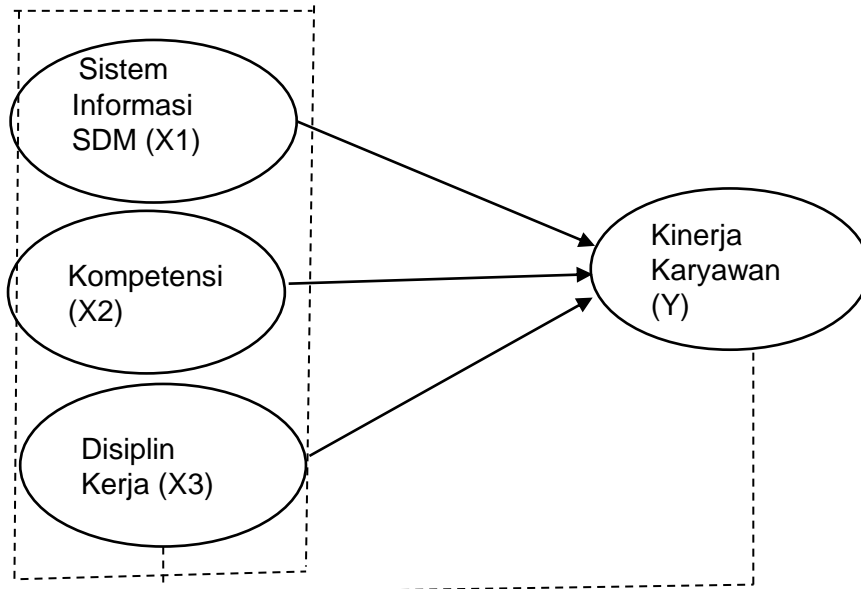 Sistem
Informasi
SDM (X1)
Kompetensi
(X2)
Disiplin
Kerja (X3)
Kinerja
Karyawan
(Y)